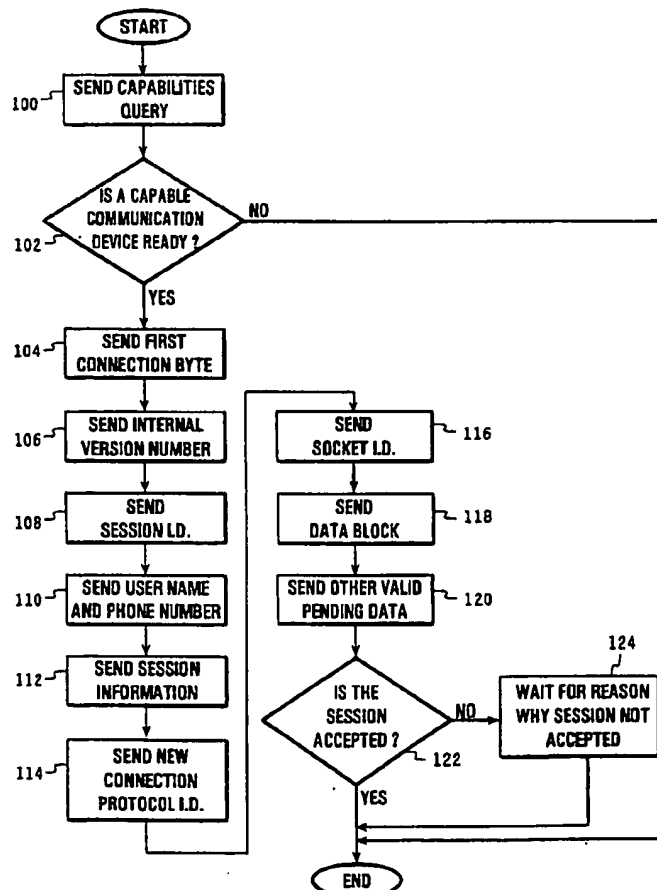 START
100
SEND CAPABILITIES
QUERY
IS A CAPABLE
COMMUNICATION
DEVICE READY ?
102
NO
YES
104
SEND FIRST
CONNECTION BYTE
106
SEND INTERNAL
VERSION NUMBER
108
SEND
SESSION I.D.
110
SEND USER NAME
AND PHONE NUMBER
112
SEND SESSION
INFORMATION
114
SEND NEW
CONNECTION
PROTOCOL I.D.
SEND
SOCKET I.D.
116
SEND
DATA BLOCK
118
SEND OTHER VALID
PENDING DATA
120
IS THE
SESSION
ACCEPTED ?
122
NO
YES
124
WAIT FOR REASON
WHY SESSION NOT
ACCEPTED
END